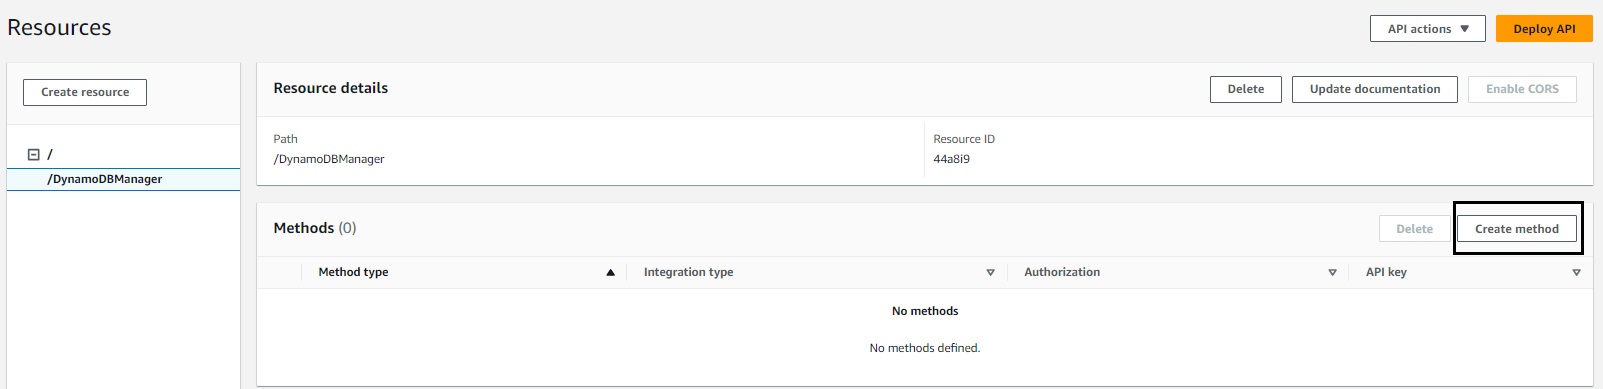 Resources
API actions
Deploy API
Create resource
/
/DynamoDBManager
Resource details
Delete
Update documentation
Enable CORS
Path
/DynamoDBManager
Resource ID
44a8i9
Methods (0)
Delete
Create method
Method type
Integration type
Authorization
API key
No methods
No methods defined.